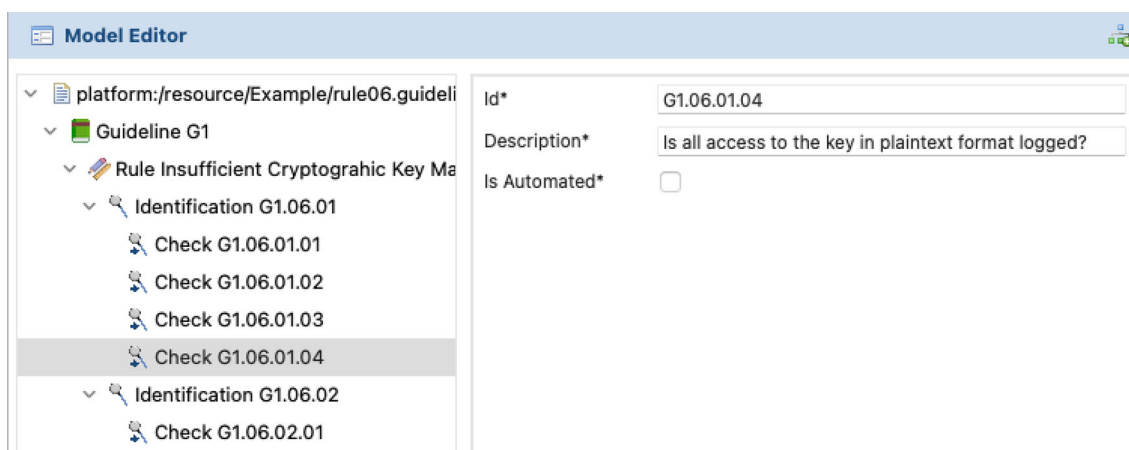 Model Editor
platform:/resource/Example/rule06.guideli
Guideline G1
Rule Insufficient Cryptograhic Key Ma
Identification G1.06.01
Check G1.06.01.01
Check G1.06.01.02
Check G1.06.01.03
Check G1.06.01.04
Identification G1.06.02
Check G1.06.02.01
Id* G1.06.01.04
Description* Is all access to the key in plaintext format logged?
Is Automated*